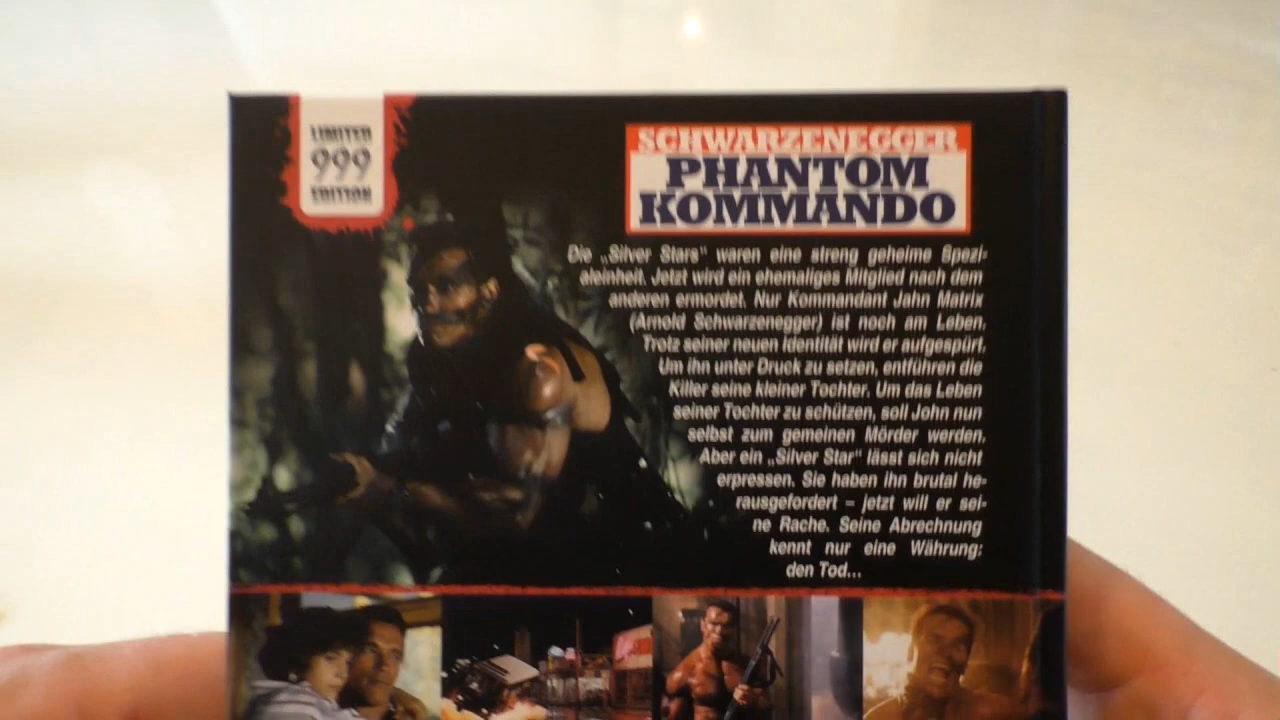 LIMITED
999
EDITION
SCHWARZENEGGER
PHANTOM
KOMMANDO
Die „Silver Stars“ waren eine streng geheime Spezi-
aleinheit. Jetzt wird ein ehemaliges Mitglied nach dem
anderen ermordet. Nur Kommandant John Matrix
(Arnold Schwarzenegger) ist noch am Leben.
Trotz seiner neuen Identität wird er aufgespürt.
Um ihn unter Druck zu setzen, entführen die
Killer seine kleiner Tochter. Um das Leben
seiner Tochter zu schützen, soll John nun
selbst zum gemeinen Mörder werden.
Aber ein „Silver Star“ lässt sich nicht
erpressen. Sie haben ihn brutal he-
rausgefordert – jetzt will er sei-
ne Rache. Seine Abrechnung
kennt nur eine Währung:
den Tod...